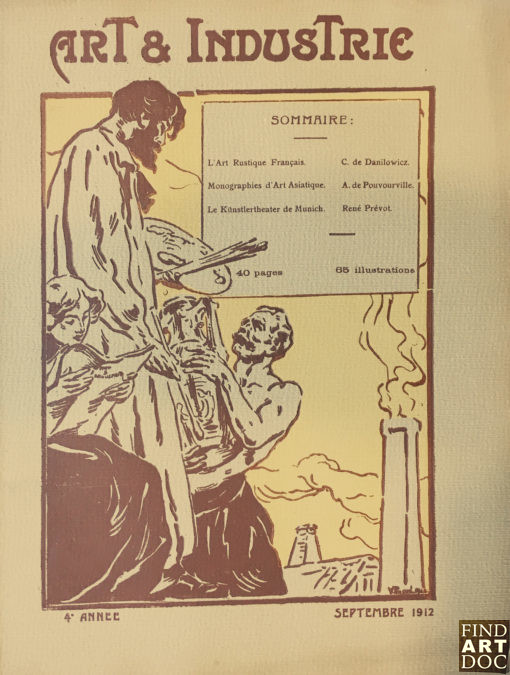 ART & INDUSTRIE
SOMMAIRE:
L'Art Rustique Français. C. de Danilowicz.
Monographies d'Art Asiatique. A. de Pouvourville.
Le Künstlertheater de Munich. René Prévot.
40 pages 65 illustrations
4e ANNEE SEPTEMBRE 1912
FIND
ART
DOC